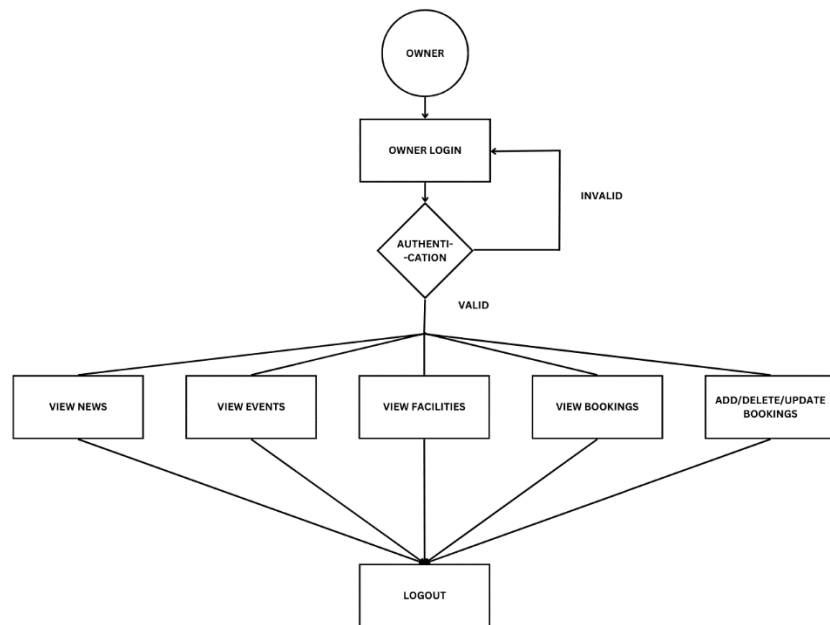 OWNER
OWNER LOGIN
INVALID
AUTHENTI-
-CATION
VALID
VIEW NEWS
VIEW EVENTS
VIEW FACILITIES
VIEW BOOKINGS
ADD/DELETE/UPDATE
BOOKINGS
LOGOUT